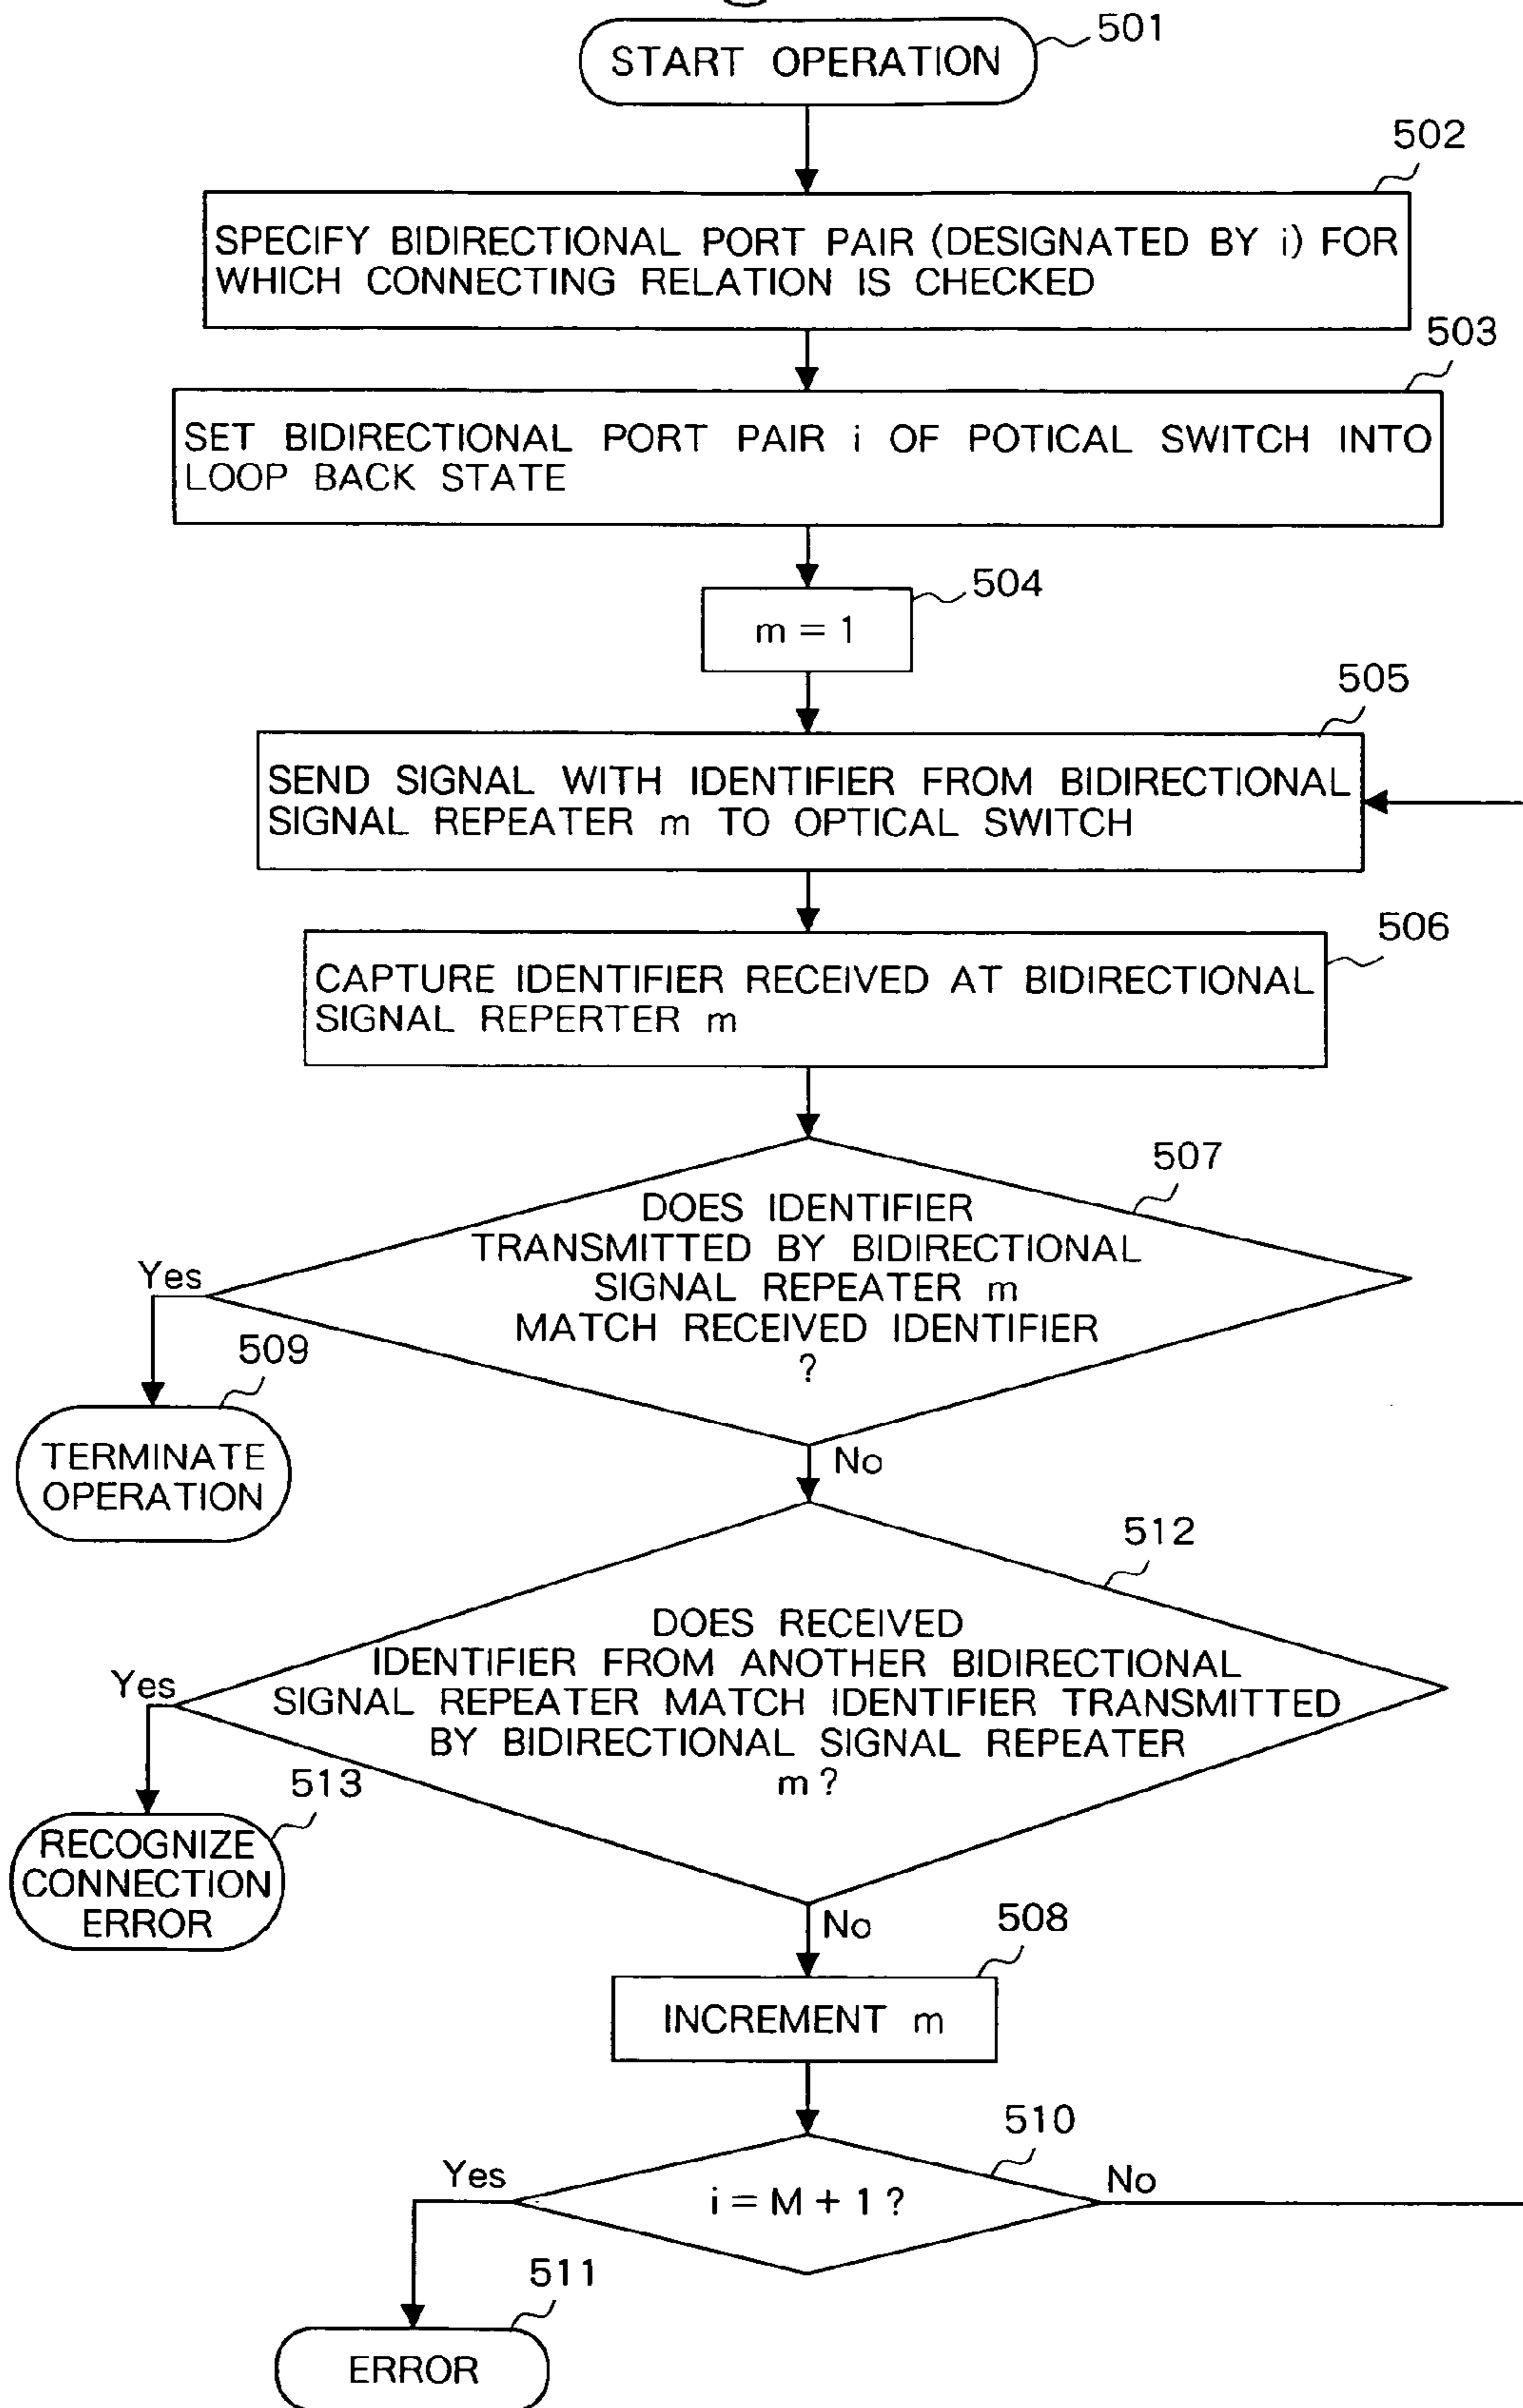 START OPERATION
501
502
SPECIFY BIDIRECTIONAL PORT PAIR (DESIGNATED BY i) FOR
WHICH CONNECTING RELATION IS CHECKED
503
SET BIDIRECTIONAL PORT PAIR i OF POTICAL SWITCH INTO
LOOP BACK STATE
504
m = 1
505
SEND SIGNAL WITH IDENTIFIER FROM BIDIRECTIONAL
SIGNAL REPEATER m TO OPTICAL SWITCH
506
CAPTURE IDENTIFIER RECEIVED AT BIDIRECTIONAL
SIGNAL REPERTER m
507
DOES IDENTIFIER
TRANSMITTED BY BIDIRECTIONAL
SIGNAL REPEATER m
MATCH RECEIVED IDENTIFIER
?
Yes
509
TERMINATE
OPERATION
No
512
DOES RECEIVED
IDENTIFIER FROM ANOTHER BIDIRECTIONAL
SIGNAL REPEATER MATCH IDENTIFIER TRANSMITTED
BY BIDIRECTIONAL SIGNAL REPEATER
m ?
Yes
513
RECOGNIZE
CONNECTION
ERROR
No
508
INCREMENT m
510
Yes
i = M + 1 ?
No
511
ERROR